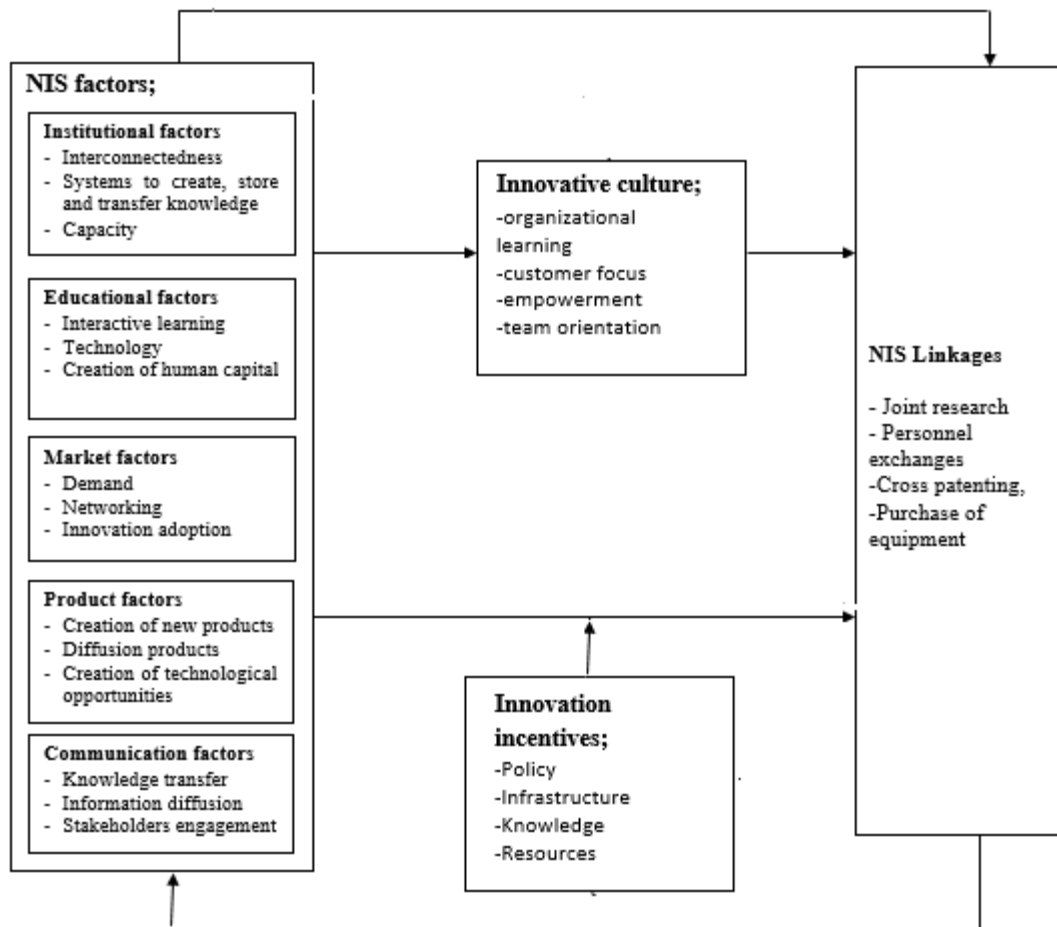 NIS factors;
Institutional factors
- Interconnectedness
- Systems to create, store
and transfer knowledge
- Capacity
Educational factors
- Interactive learning
- Technology
- Creation of human capital
Market factors
- Demand
- Networking
- Innovation adoption
Product factors
- Creation of new products
- Diffusion products
- Creation of technological
opportunities
Communication factors
- Knowledge transfer
- Information diffusion
- Stakeholders engagement
Innovative culture;
-organizational
learning
-customer focus
-empowerment
-team orientation
Innovation
incentives;
-Policy
-Infrastructure
-Knowledge
-Resources
NIS Linkages
- Joint research
- Personnel
exchanges
-Cross patenting,
-Purchase of
equipment